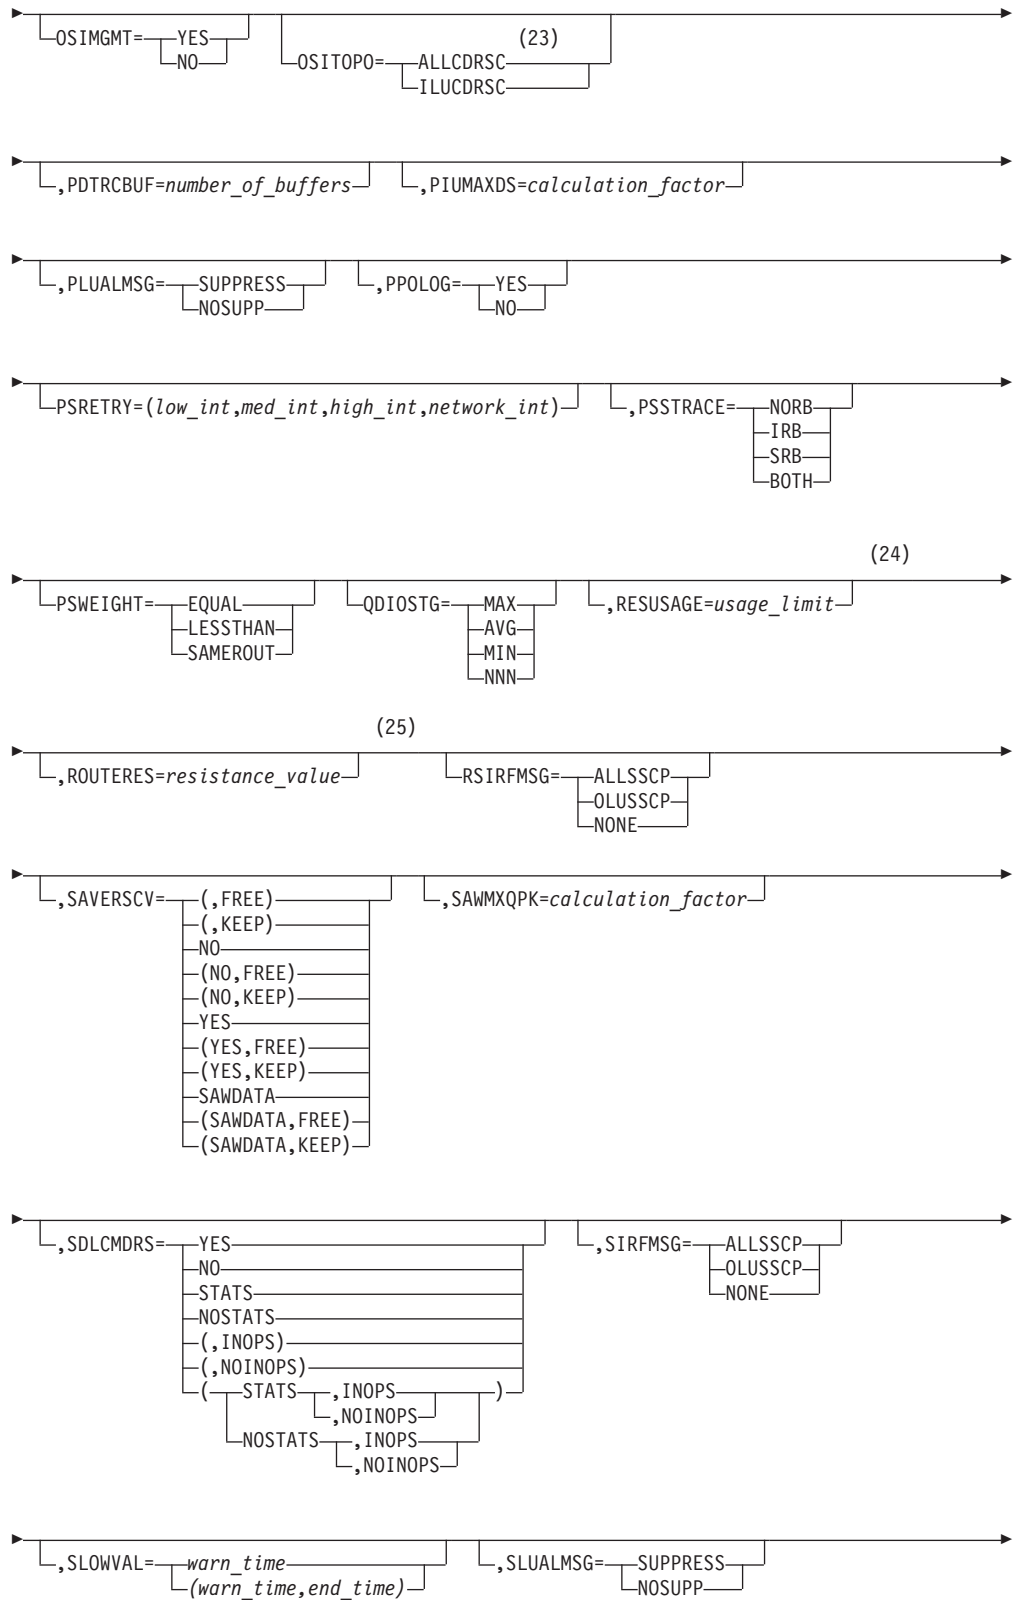 OSIMGMT= YES
NO
(23)
OSITOPO= ALLCDRSC
ILUCDRSC
,PDTRCBUF=number_of_buffers ,PIUMAXDS=calculation_factor
,PLUALMSG= SUPPRESS
NOSUPP
,PPOLOG= YES
NO
PSRETRY=(low_int,med_int,high_int,network_int) ,PSSTRACE= NORB
IRB
SRB
BOTH
(24)
PSWEIGHT= EQUAL
LESSTHAN
SAMEROUT
QDIOSTG= MAX
AVG
MIN
NNN
,RESUSAGE=usage_limit
(25)
,ROUTERES=resistance_value RSIRFMSG= ALLSSCP
OLUSSCP
NONE
,SAVERSCV= (,FREE)
(,KEEP)
NO
(NO,FREE)
(NO,KEEP)
YES
(YES,FREE)
(YES,KEEP)
SAWDATA
(SAWDATA,FREE)
(SAWDATA,KEEP)
,SAWMXQPK=calculation_factor
,SDLCMDRS= YES
NO
STATS
NOSTATS
(,INOPS)
(,NOINOPS)
( STATS ,INOPS )
,NOINOPS
NOSTATS ,INOPS
,NOINOPS
,SIRFMSG= ALLSSCP
OLUSSCP
NONE
,SLOWVAL= warn_time
(warn_time,end_time)
,SLUALMSG= SUPPRESS
NOSUPP